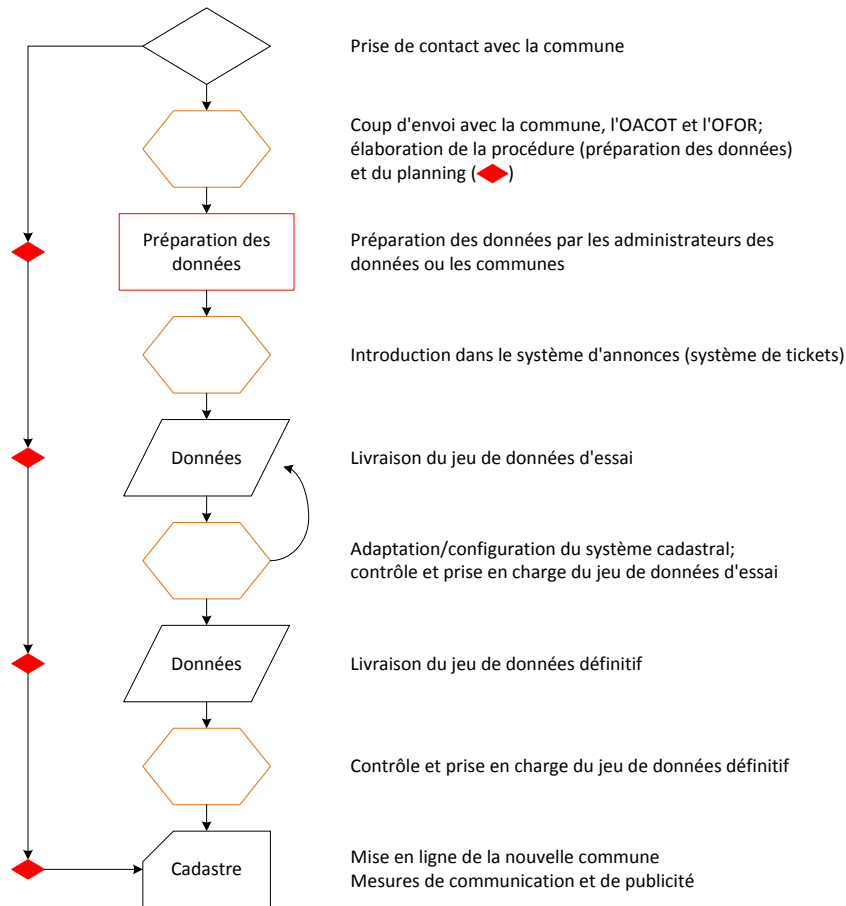 Prise de contact avec la commune
Coup d'envoi avec la commune, l'OACOT et l'OFOR;
élaboration de la procédure (préparation des données)
et du planning ( )
Préparation des
données
Préparation des données par les administrateurs des
données ou les communes
Introduction dans le système d'annonces (système de tickets)
Données
Livraison du jeu de données d'essai
Adaptation/configuration du système cadastral;
contrôle et prise en charge du jeu de données d'essai
Données
Livraison du jeu de données définitif
Contrôle et prise en charge du jeu de données définitif
Cadastre
Mise en ligne de la nouvelle commune
Mesures de communication et de publicité